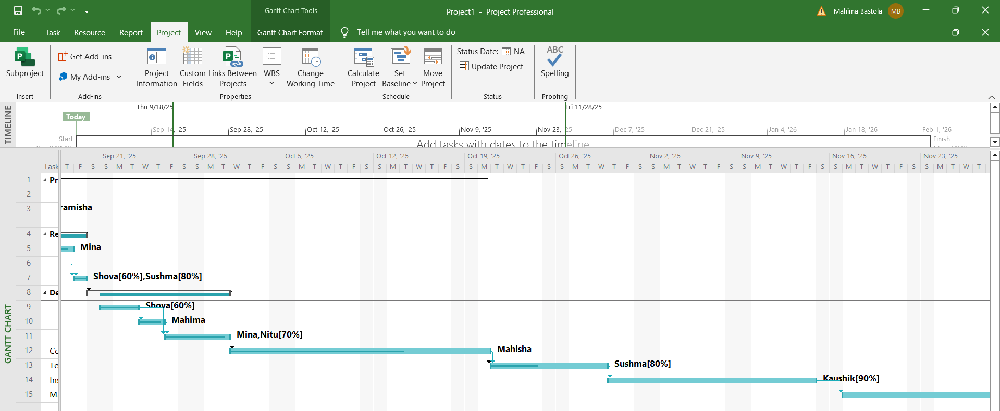 Gantt Chart Tools
Project1 - Project Professional
Mahima Bastola MB
File Task Resource Report Project View Help Gantt Chart Format Tell me what you want to do
Subproject
Insert
Get Add-ins
My Add-ins
Add-ins
Project Information
Custom Fields
Links Between Projects
WBS
Change Working Time
Properties
Calculate Project
Set Baseline
Move Project
Schedule
Status Date: NA
Update Project
Status
ABC
Spelling
Proofing
TIMELINE
Thu 9/18/25 Fri 11/28/25
Today
Sep 14, '25 Sep 28, '25 Oct 12, '25 Oct 26, '25 Nov 9, '25 Nov 23, '25 Dec 7, '25 Dec 21, '25 Jan 4, '26 Jan 18, '26 Feb 1, '26
Start Add tasks with dates to the timeline Finish
GANTT CHART
Sep 21, '25 Sep 28, '25 Oct 5, '25 Oct 12, '25 Oct 19, '25 Oct 26, '25 Nov 2, '25 Nov 9, '25 Nov 16, '25 Nov 23, '25
Task T F S S M T W T F S S M T W T F S S M T W T F S S M T W T F S S M T W T F S S M T W T F S S M T W T F S S M T W T F S S M T W T F S S M T W T
1 Pr
2
3 ramisha
4 Re
5 Mina
6
7 Shova[60%],Sushma[80%]
8 De
9 Shova[60%]
10 Mahima
11 Mina,Nitu[70%]
12 Co Mahisha
13 Te Sushma[80%]
14 Ins Kaushik[90%]
15 Ma